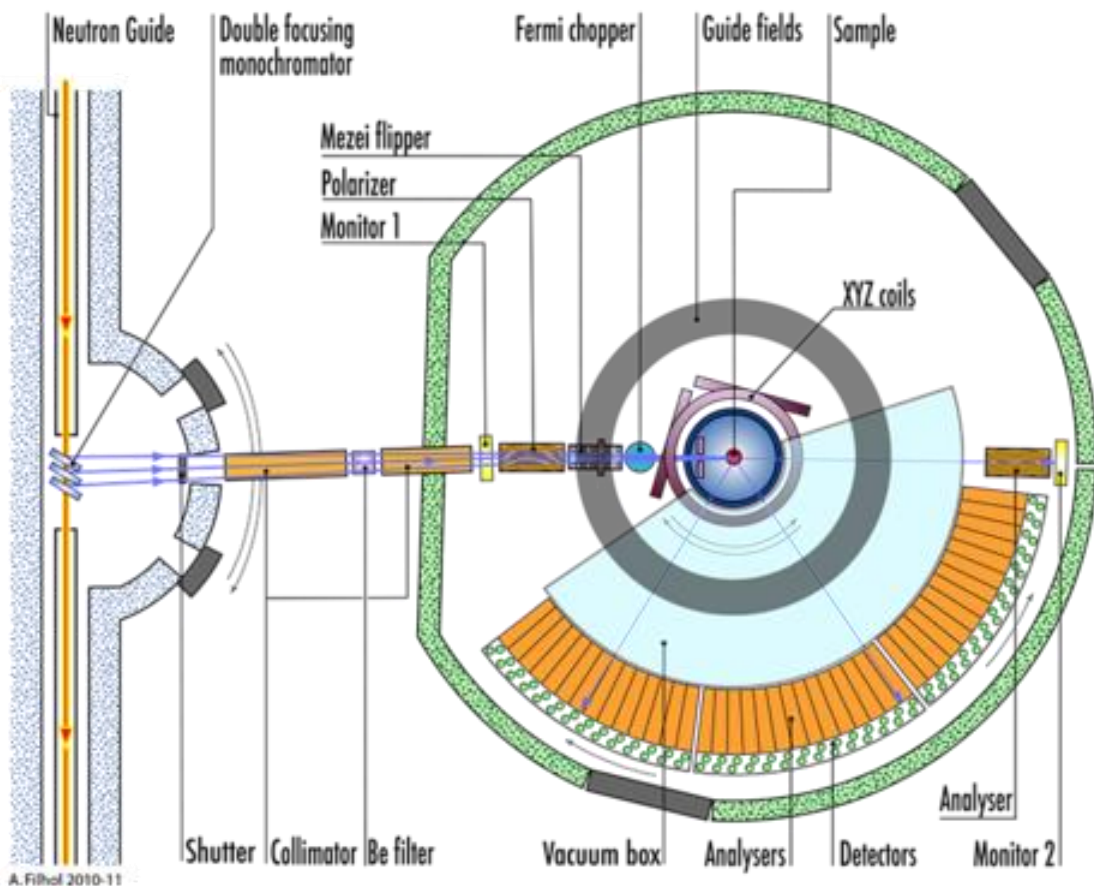 Neutron Guide
Double focusing
monochromator
Fermi chopper
Guide fields
Sample
Mezei flipper
Polarizer
Monitor 1
XYZ coils
Analyser
Shutter
Collimator
Be filter
Vacuum box
Analysers
Detectors
Monitor 2
A.Filhol 2010-11